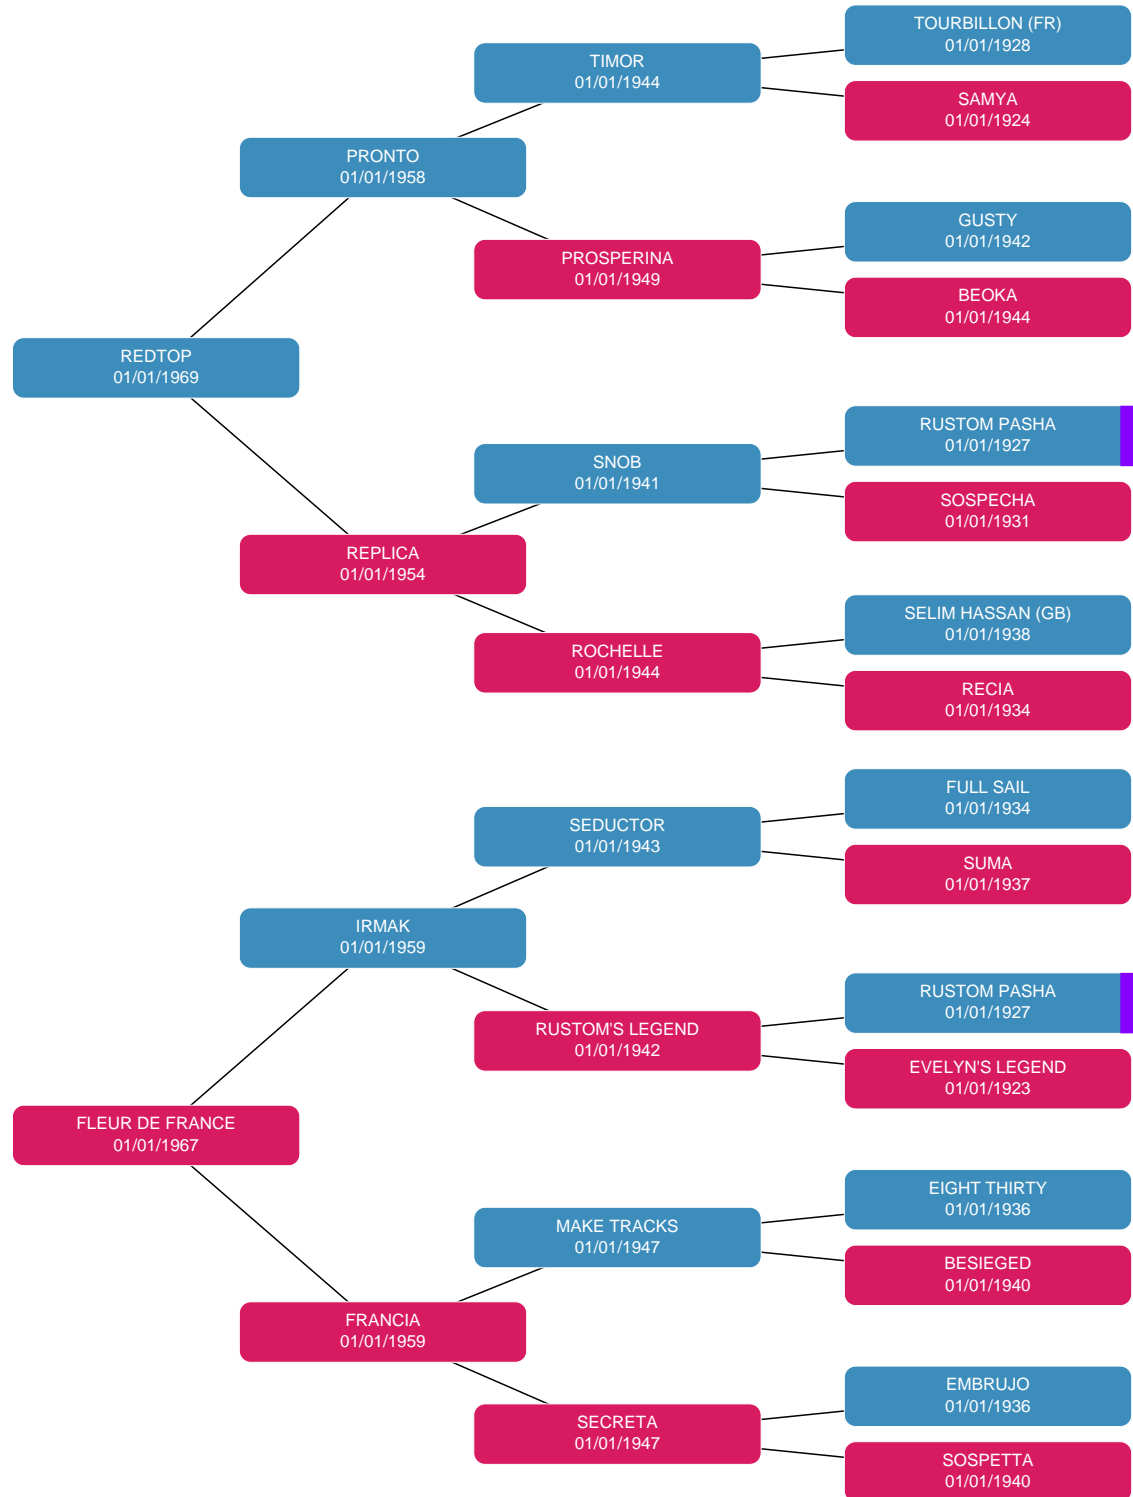 TOURBILLON (FR)
01/01/1928
TIMOR
01/01/1944
SAMYA
01/01/1924
PRONTO
01/01/1958
GUSTY
01/01/1942
PROSPERINA
01/01/1949
BEOKA
01/01/1944
REDTOP
01/01/1969
RUSTOM PASHA
01/01/1927
SNOB
01/01/1941
SOSPECHA
01/01/1931
REPLICA
01/01/1954
SELIM HASSAN (GB)
01/01/1938
ROCHELLE
01/01/1944
RECIA
01/01/1934
FULL SAIL
01/01/1934
SEDUCTOR
01/01/1943
SUMA
01/01/1937
IRMAK
01/01/1959
RUSTOM PASHA
01/01/1927
RUSTOM'S LEGEND
01/01/1942
EVELYN'S LEGEND
01/01/1923
FLEUR DE FRANCE
01/01/1967
EIGHT THIRTY
01/01/1936
MAKE TRACKS
01/01/1947
BESIEGED
01/01/1940
FRANCIA
01/01/1959
EMBRUJO
01/01/1936
SECRETA
01/01/1947
SOSPETTA
01/01/1940